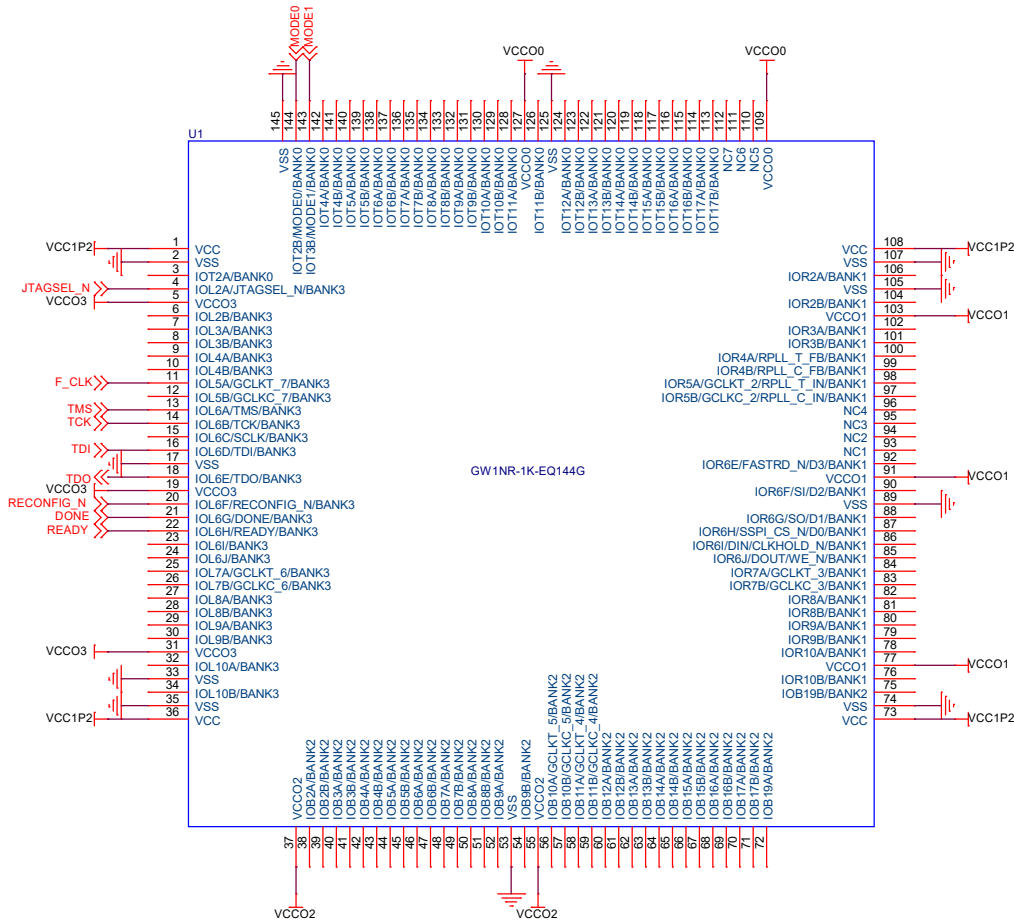 MODE0
MODE1
VCCO0
VCCO0
U1
145 VSS
144 IOT2B/MODE0/BANK0
143 IOT3B/MODE1/BANK0
142 IOT4A/BANK0
141 IOT4B/BANK0
140 IOT5A/BANK0
139 IOT5B/BANK0
138 IOT6A/BANK0
137 IOT6B/BANK0
136 IOT7A/BANK0
135 IOT7B/BANK0
134 IOT8A/BANK0
133 IOT8B/BANK0
132 IOT9A/BANK0
131 IOT9B/BANK0
130 IOT10A/BANK0
129 IOT10B/BANK0
128 IOT11A/BANK0
127 VCCO0
126 IOT11B/BANK0
125 VSS
124 IOT12A/BANK0
123 IOT12B/BANK0
122 IOT13A/BANK0
121 IOT13B/BANK0
120 IOT14A/BANK0
119 IOT14B/BANK0
118 IOT15A/BANK0
117 IOT15B/BANK0
116 IOT16A/BANK0
115 IOT16B/BANK0
114 IOT17A/BANK0
113 IOT17B/BANK0
112 NC7
111 NC6
110 NC5
109 VCCO0
VCC1P2 1 VCC
2 VSS
3 IOT2A/BANK0
JTAGSEL_N 4 IOL2A/JTAGSEL_N/BANK3
VCCO3 5 VCCO3
6 IOL2B/BANK3
7 IOL3A/BANK3
8 IOL3B/BANK3
9 IOL4A/BANK3
10 IOL4B/BANK3
F_CLK 11 IOL5A/GCLKT_7/BANK3
12 IOL5B/GCLKC_7/BANK3
TMS 13 IOL6A/TMS/BANK3
TCK 14 IOL6B/TCK/BANK3
15 IOL6C/SCLK/BANK3
TDI 16 IOL6D/TDI/BANK3
17 VSS
TDO 18 IOL6E/TDO/BANK3
VCCO3 19 VCCO3
RECONFIG_N 20 IOL6F/RECONFIG_N/BANK3
DONE 21 IOL6G/DONE/BANK3
READY 22 IOL6H/READY/BANK3
23 IOL6I/BANK3
24 IOL6J/BANK3
25 IOL7A/GCLKT_6/BANK3
26 IOL7B/GCLKC_6/BANK3
27 IOL8A/BANK3
28 IOL8B/BANK3
29 IOL9A/BANK3
30 IOL9B/BANK3
VCCO3 31 VCCO3
32 IOL10A/BANK3
33 VSS
34 IOL10B/BANK3
35 VSS
VCC1P2 36 VCC
GW1NR-1K-EQ144G
VCC 108 VCC1P2
VSS 107
IOR2A/BANK1 106
VSS 105
IOR2B/BANK1 104
VCCO1 103 VCCO1
IOR3A/BANK1 102
IOR3B/BANK1 101
IOR4A/RPLL_T_FB/BANK1 100
IOR4B/RPLL_C_FB/BANK1 99
IOR5A/GCLKT_2/RPLL_T_IN/BANK1 98
IOR5B/GCLKC_2/RPLL_C_IN/BANK1 97
NC4 96
NC3 95
NC2 94
NC1 93
IOR6E/FASTRD_N/D3/BANK1 92
VCCO1 91 VCCO1
IOR6F/SI/D2/BANK1 90
VSS 89
IOR6G/SO/D1/BANK1 88
IOR6H/SSPI_CS_N/D0/BANK1 87
IOR6I/DIN/CLKHOLD_N/BANK1 86
IOR6J/DOUT/WE_N/BANK1 85
IOR7A/GCLKT_3/BANK1 84
IOR7B/GCLKC_3/BANK1 83
IOR8A/BANK1 82
IOR8B/BANK1 81
IOR9A/BANK1 80
IOR9B/BANK1 79
IOR10A/BANK1 78
VCCO1 77 VCCO1
IOR10B/BANK1 76
IOB19B/BANK2 75
VSS 74
VCC 73 VCC1P2
VCCO2 37
IOB2A/BANK2 38
IOB2B/BANK2 39
IOB3A/BANK2 40
IOB3B/BANK2 41
IOB4A/BANK2 42
IOB4B/BANK2 43
IOB5A/BANK2 44
IOB5B/BANK2 45
IOB6A/BANK2 46
IOB6B/BANK2 47
IOB7A/BANK2 48
IOB7B/BANK2 49
IOB8A/BANK2 50
IOB8B/BANK2 51
IOB9A/BANK2 52
VSS 53
IOB9B/BANK2 54
VCCO2 55
IOB10A/GCLKT_5/BANK2 56
IOB10B/GCLKC_5/BANK2 57
IOB11A/GCLKT_4/BANK2 58
IOB11B/GCLKC_4/BANK2 59
IOB12A/BANK2 60
IOB12B/BANK2 61
IOB13A/BANK2 62
IOB13B/BANK2 63
IOB14A/BANK2 64
IOB14B/BANK2 65
IOB15A/BANK2 66
IOB15B/BANK2 67
IOB16A/BANK2 68
IOB16B/BANK2 69
IOB17A/BANK2 70
IOB17B/BANK2 71
IOB19A/BANK2 72
VCCO2
VCCO2